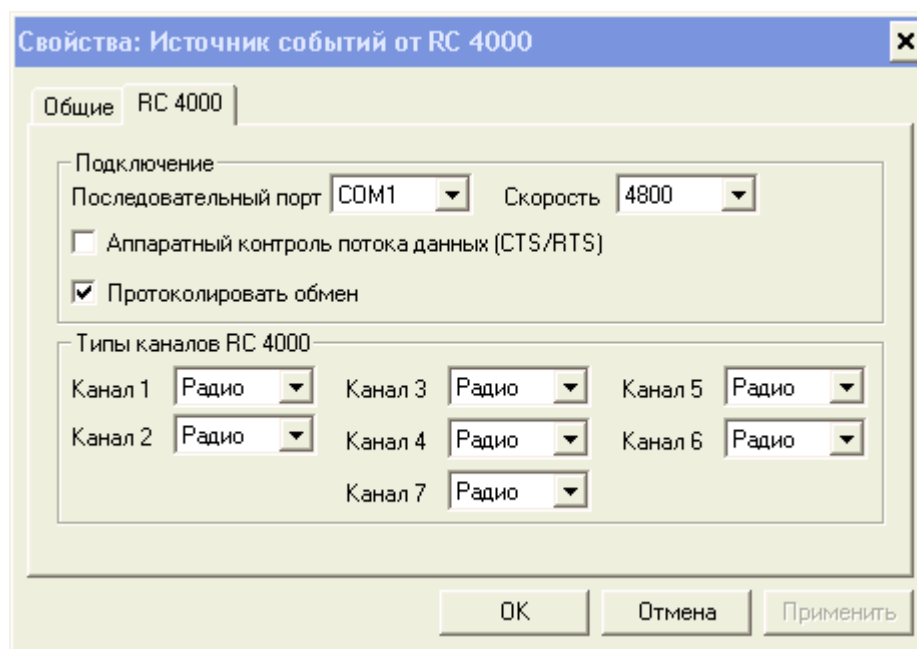 Свойства: Источник событий от RC 4000
Общие RC 4000
Подключение
Последовательный порт COM1 Скорость 4800
Аппаратный контроль потока данных (CTS/RTS)
Протоколировать обмен
Типы каналов RC 4000
Канал 1 Радио Канал 3 Радио Канал 5 Радио
Канал 2 Радио Канал 4 Радио Канал 6 Радио
Канал 7 Радио
OK Отмена Применить